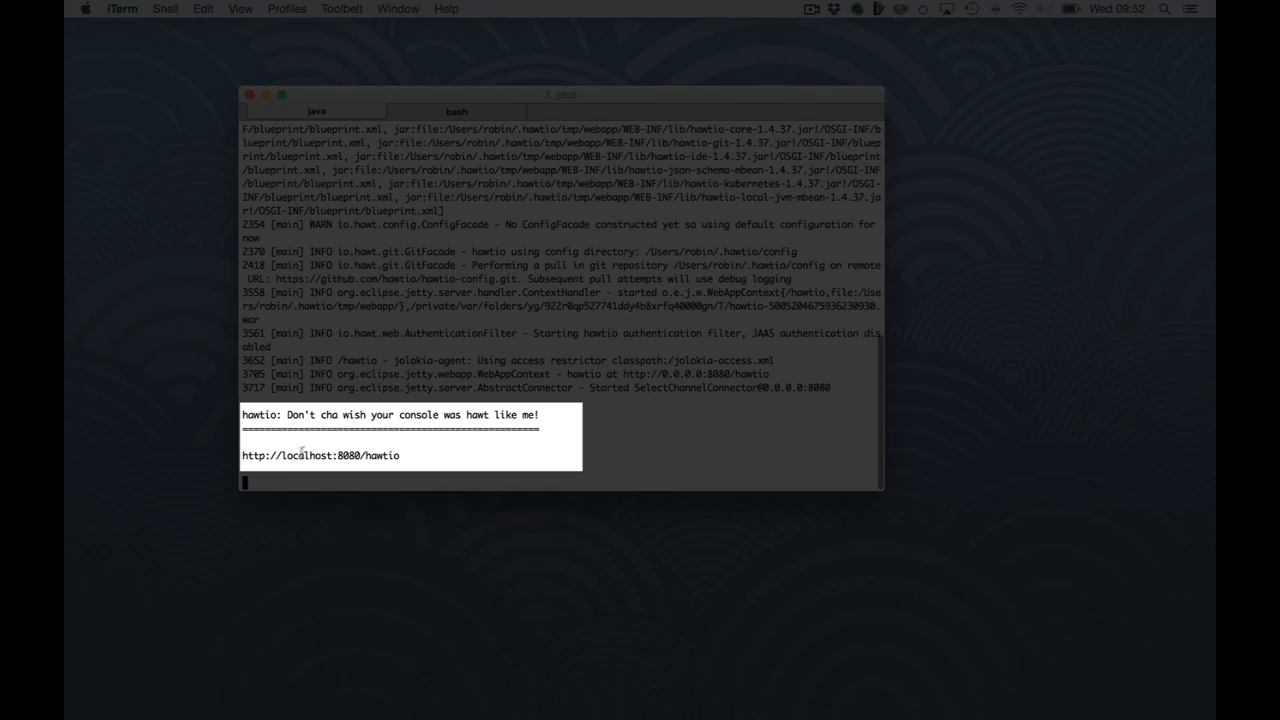 iTerm Shell Edit View Profiles Toolbelt Window Help Wed 09:52
1. java
java bash
F/blueprint/blueprint.xml, jar:file:/Users/robin/.hawtio/tmp/webapp/WEB-INF/lib/hawtio-core-1.4.37.jar!/OSGI-INF/b
lueprint/blueprint.xml, jar:file:/Users/robin/.hawtio/tmp/webapp/WEB-INF/lib/hawtio-git-1.4.37.jar!/OSGI-INF/bluep
rint/blueprint.xml, jar:file:/Users/robin/.hawtio/tmp/webapp/WEB-INF/lib/hawtio-ide-1.4.37.jar!/OSGI-INF/blueprint
/blueprint.xml, jar:file:/Users/robin/.hawtio/tmp/webapp/WEB-INF/lib/hawtio-json-schema-mbean-1.4.37.jar!/OSGI-INF
/blueprint/blueprint.xml, jar:file:/Users/robin/.hawtio/tmp/webapp/WEB-INF/lib/hawtio-kubernetes-1.4.37.jar!/OSGI-
INF/blueprint/blueprint.xml, jar:file:/Users/robin/.hawtio/tmp/webapp/WEB-INF/lib/hawtio-local-jvm-mbean-1.4.37.ja
r!/OSGI-INF/blueprint/blueprint.xml]
2354 [main] WARN io.hawt.config.ConfigFacade - No ConfigFacade constructed yet so using default configuration for
now
2370 [main] INFO io.hawt.git.GitFacade - hawtio using config directory: /Users/robin/.hawtio/config
2418 [main] INFO io.hawt.git.GitFacade - Performing a pull in git repository /Users/robin/.hawtio/config on remote
URL: https://github.com/hawtio/hawtio-config.git. Subsequent pull attempts will use debug logging
3558 [main] INFO org.eclipse.jetty.server.handler.ContextHandler - started o.e.j.w.WebAppContext{/hawtio,file:/Use
rs/robin/.hawtio/tmp/webapp/},/private/var/folders/yg/922r0qp527741ddy4b8xrfq40000gn/T/hawtio-5005204675936230930.
war
3561 [main] INFO io.hawt.web.AuthenticationFilter - Starting hawtio authentication filter, JAAS authentication dis
abled
3652 [main] INFO /hawtio - jolokia-agent: Using access restrictor classpath:/jolokia-access.xml
3705 [main] INFO org.eclipse.jetty.webapp.WebAppContext - hawtio at http://0.0.0.0:8080/hawtio
3717 [main] INFO org.eclipse.jetty.server.AbstractConnector - Started SelectChannelConnector@0.0.0.0:8080
hawtio: Don't cha wish your console was hawt like me!
=====================================================
http://localhost:8080/hawtio